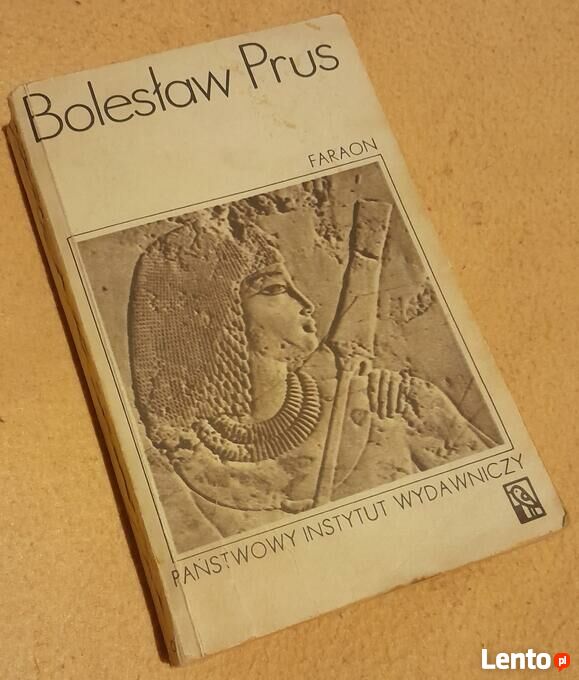 Bolesław Prus
FARAON
PAŃSTWOWY INSTYTUT WYDAWNICZY
Lento.pl